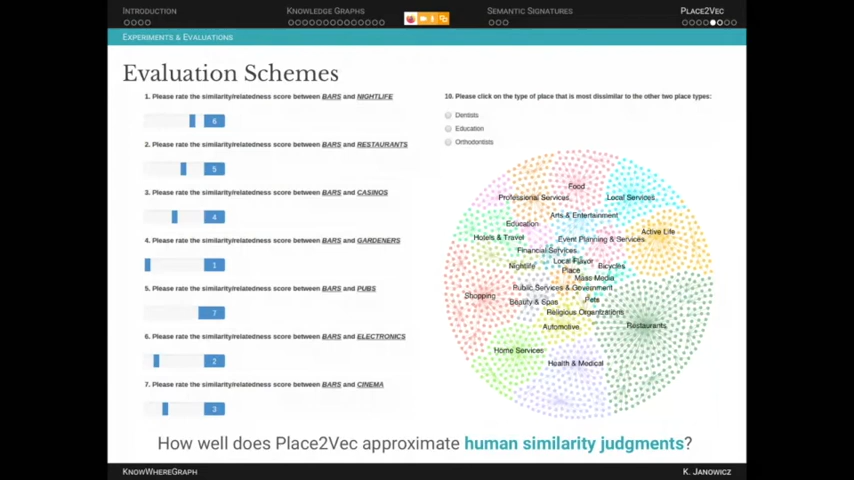 INTRODUCTION
KNOWLEDGE GRAPHS
SEMANTIC SIGNATURES
PLACE2VEC
EXPERIMENTS & EVALUATIONS
Evaluation Schemes
1. Please rate the similarity/relatedness score between BARS and NIGHTLIFE
6
2. Please rate the similarity/relatedness score between BARS and RESTAURANTS
5
3. Please rate the similarity/relatedness score between BARS and CASINOS
4
4. Please rate the similarity/relatedness score between BARS and GARDENERS
1
5. Please rate the similarity/relatedness score between BARS and PUBS
7
6. Please rate the similarity/relatedness score between BARS and ELECTRONICS
2
7. Please rate the similarity/relatedness score between BARS and CINEMA
3
10. Please click on the type of place that is most dissimilar to the other two place types:
Dentists
Education
Orthodontists
Food
Professional Services
Local Services
Arts & Entertainment
Education
Active Life
Hotels & Travel
Event Planning & Services
Financial Services
Local Flavor
Nightlife
Place
Bicycles
Mass Media
Public Services & Government
Shopping
Beauty & Spas
Pets
Religious Organizations
Automotive
Restaurants
Home Services
Health & Medical
How well does Place2Vec approximate human similarity judgments?
KNOWWHEREGRAPH
K. JANOWICZ